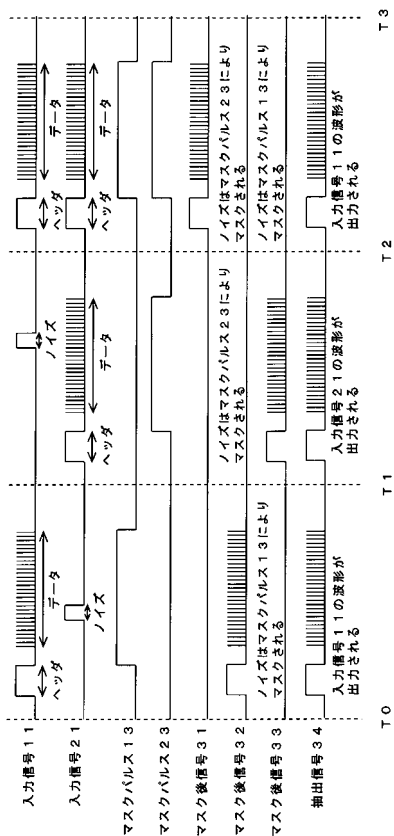 入力信号11
ヘッダ
データ
ノイズ
ヘッダ
データ
入力信号21
ノイズ
ヘッダ
データ
ヘッダ
データ
マスクパルス13
マスクパルス23
マスク後信号31
マスク後信号32
ノイズはマスクパルス23により
マスクされる
ノイズはマスクパルス23により
マスクされる
マスク後信号33
ノイズはマスクパルス13により
マスクされる
ノイズはマスクパルス13により
マスクされる
抽出信号34
入力信号11の波形が
出力される
入力信号21の波形が
出力される
入力信号11の波形が
出力される
T0
T1
T2
T3